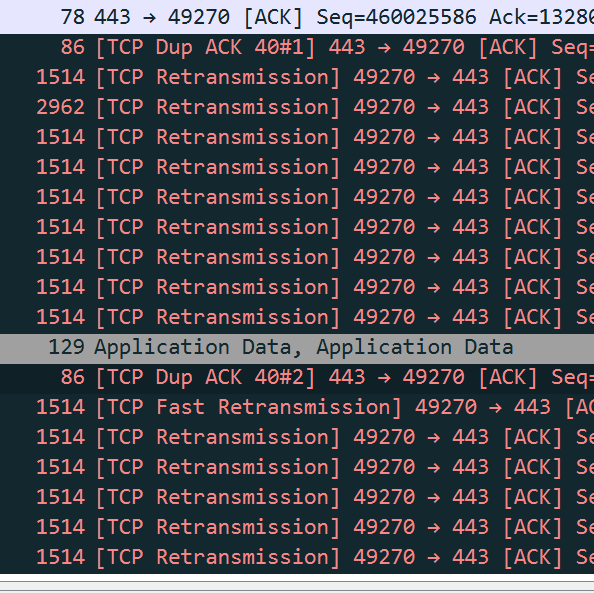 78 443 → 49270 [ACK] Seq=460025586 Ack=13280
86 [TCP Dup ACK 40#1] 443 → 49270 [ACK] Seq=
1514 [TCP Retransmission] 49270 → 443 [ACK] Se
2962 [TCP Retransmission] 49270 → 443 [ACK] Se
1514 [TCP Retransmission] 49270 → 443 [ACK] Se
1514 [TCP Retransmission] 49270 → 443 [ACK] Se
1514 [TCP Retransmission] 49270 → 443 [ACK] Se
1514 [TCP Retransmission] 49270 → 443 [ACK] Se
1514 [TCP Retransmission] 49270 → 443 [ACK] Se
1514 [TCP Retransmission] 49270 → 443 [ACK] Se
1514 [TCP Retransmission] 49270 → 443 [ACK] Se
129 Application Data, Application Data
86 [TCP Dup ACK 40#2] 443 → 49270 [ACK] Seq=
1514 [TCP Fast Retransmission] 49270 → 443 [AC
1514 [TCP Retransmission] 49270 → 443 [ACK] Se
1514 [TCP Retransmission] 49270 → 443 [ACK] Se
1514 [TCP Retransmission] 49270 → 443 [ACK] Se
1514 [TCP Retransmission] 49270 → 443 [ACK] Se
1514 [TCP Retransmission] 49270 → 443 [ACK] Se